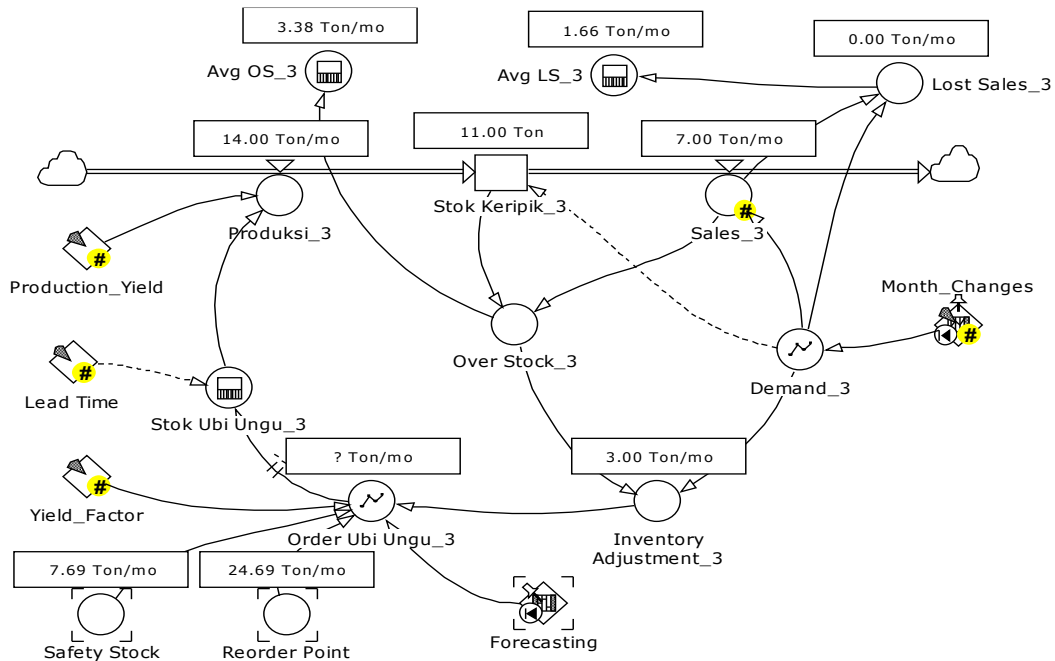 3.38 Ton/mo
Avg OS_3
1.66 Ton/mo
Avg LS_3
0.00 Ton/mo
Lost Sales_3
14.00 Ton/mo
Produksi_3
11.00 Ton
Stok Keripik_3
7.00 Ton/mo
#
Sales_3
#
Production_Yield
Month_Changes
#
Over Stock_3
Demand_3
#
Lead Time
Stok Ubi Ungu_3
? Ton/mo
3.00 Ton/mo
#
Yield_Factor
Order Ubi Ungu_3
Inventory
Adjustment_3
7.69 Ton/mo
24.69 Ton/mo
Safety Stock
Reorder Point
Forecasting